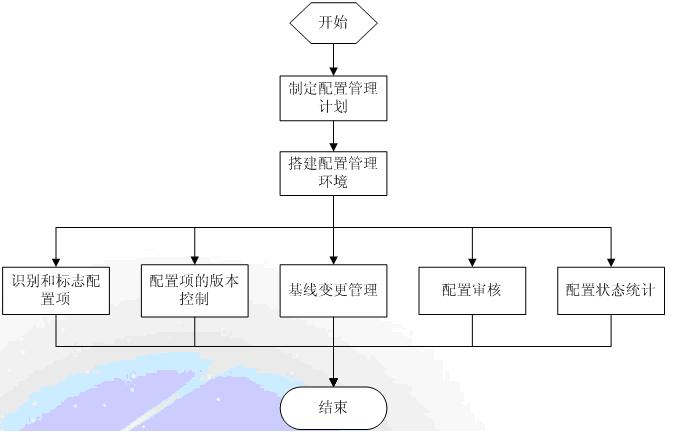 开始
制定配置管理
计划
搭建配置管理
环境
识别和标志配
置项
配置项的版本
控制
基线变更管理
配置审核
配置状态统计
结束